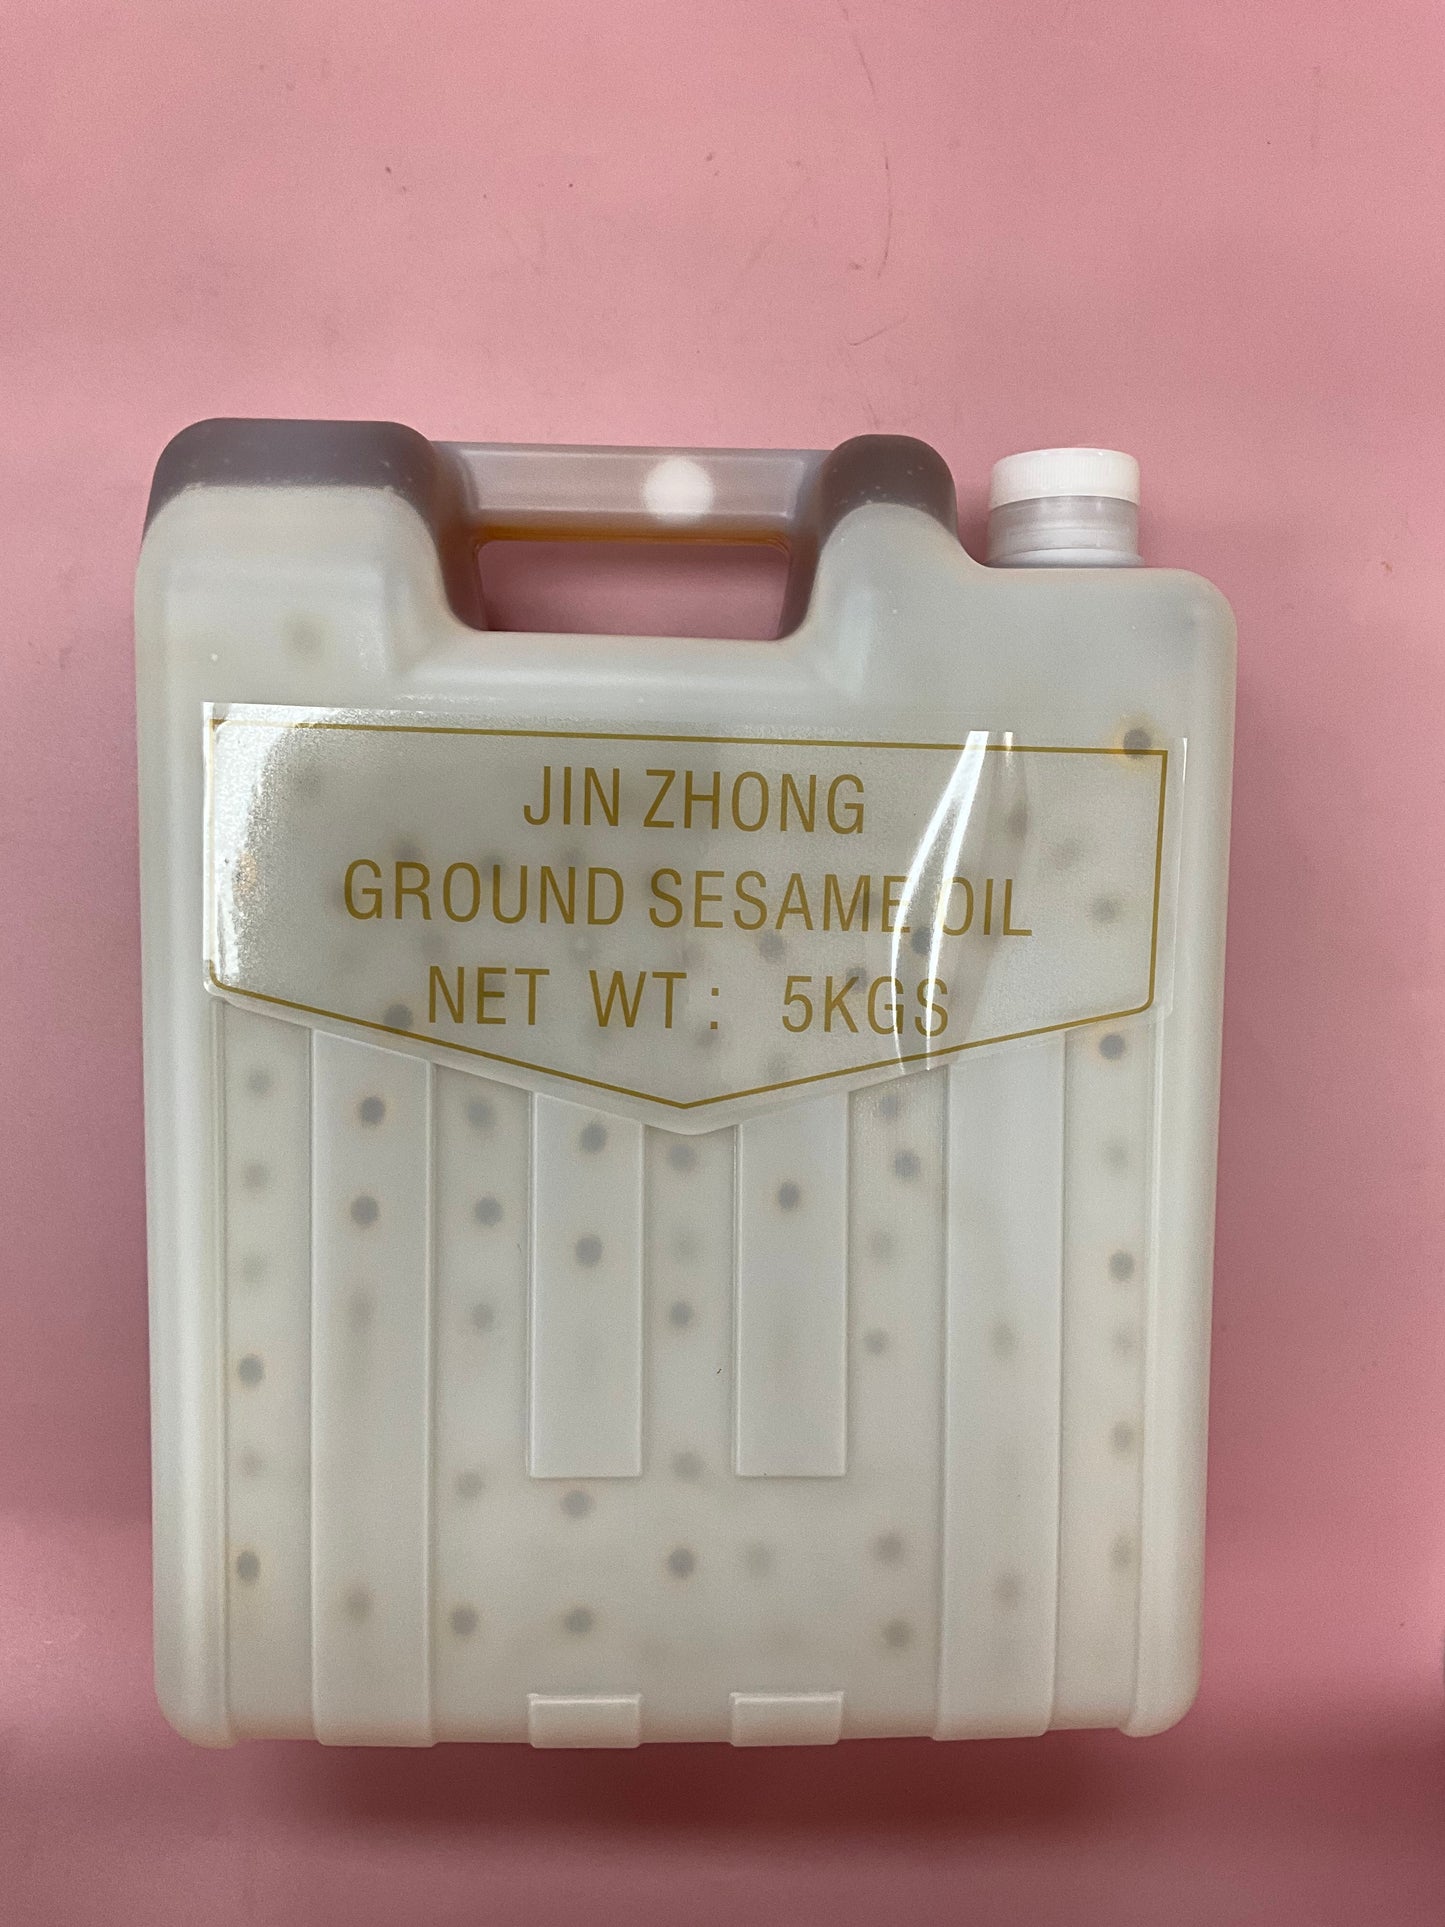 JIN ZHONG
GROUND SESAME OIL
NET WT: 5KGS